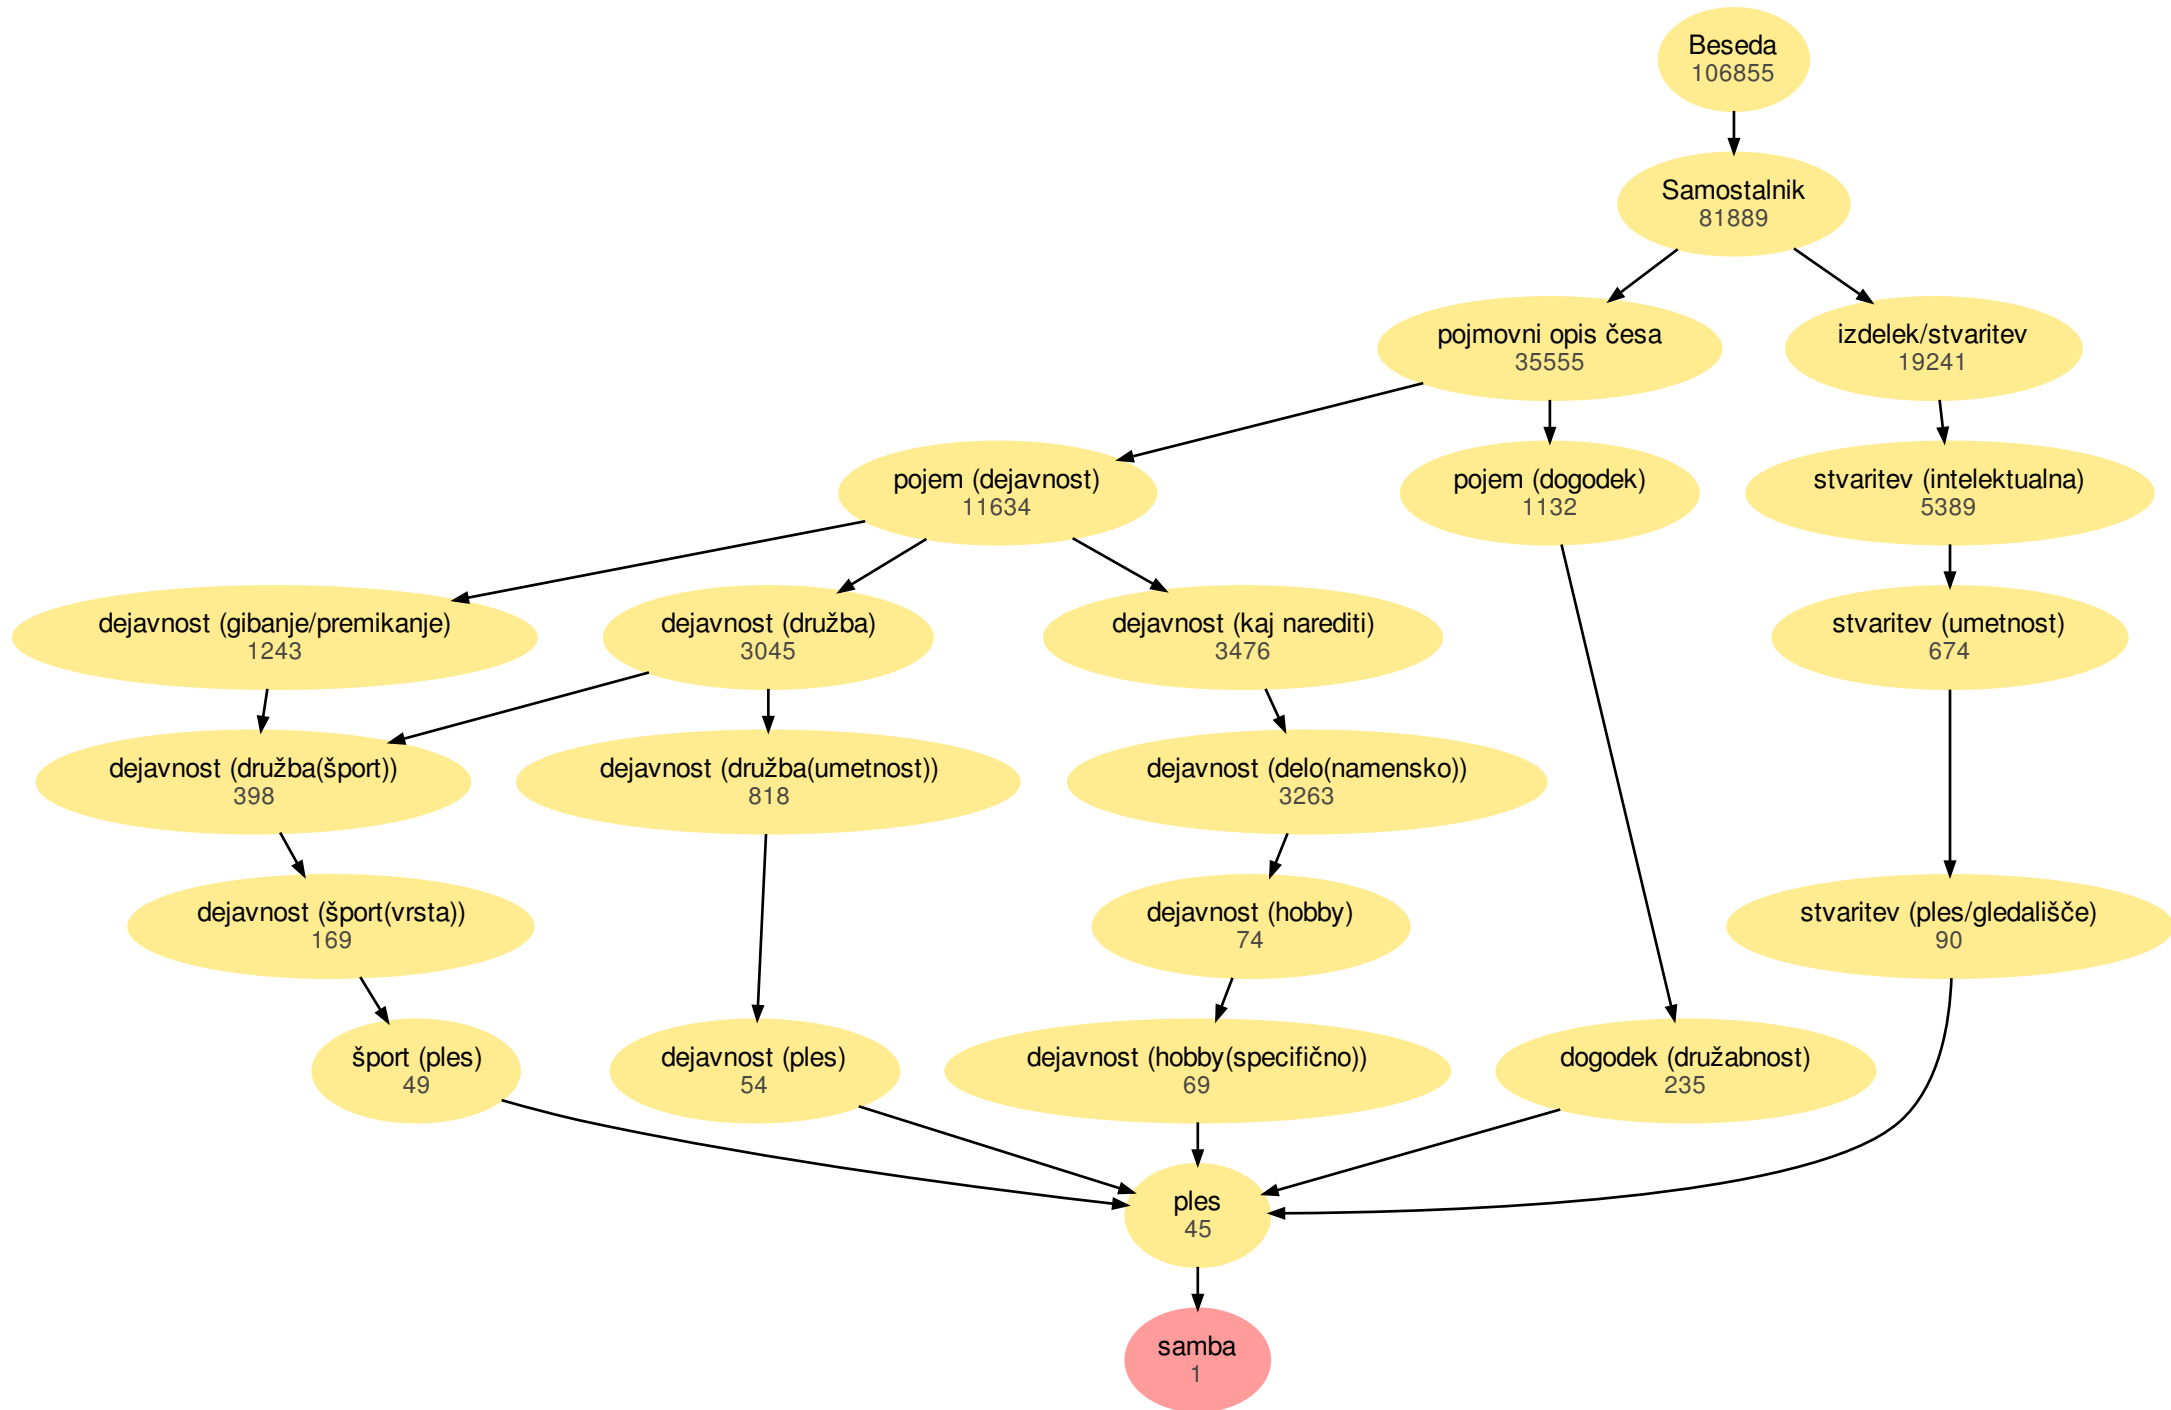 Beseda
106855
Samostalnik
81889
pojmovni opis česa
35555
izdelek/stvaritev
19241
pojem (dejavnost)
11634
pojem (dogodek)
1132
stvaritev (intelektualna)
5389
dejavnost (gibanje/premikanje)
1243
dejavnost (družba)
3045
dejavnost (kaj narediti)
3476
stvaritev (umetnost)
674
dejavnost (družba(šport))
398
dejavnost (družba(umetnost))
818
dejavnost (delo(namensko))
3263
dejavnost (šport(vrsta))
169
dejavnost (hobby)
74
stvaritev (ples/gledališče)
90
šport (ples)
49
dejavnost (ples)
54
dejavnost (hobby(specifično))
69
dogodek (družabnost)
235
ples
45
samba
1